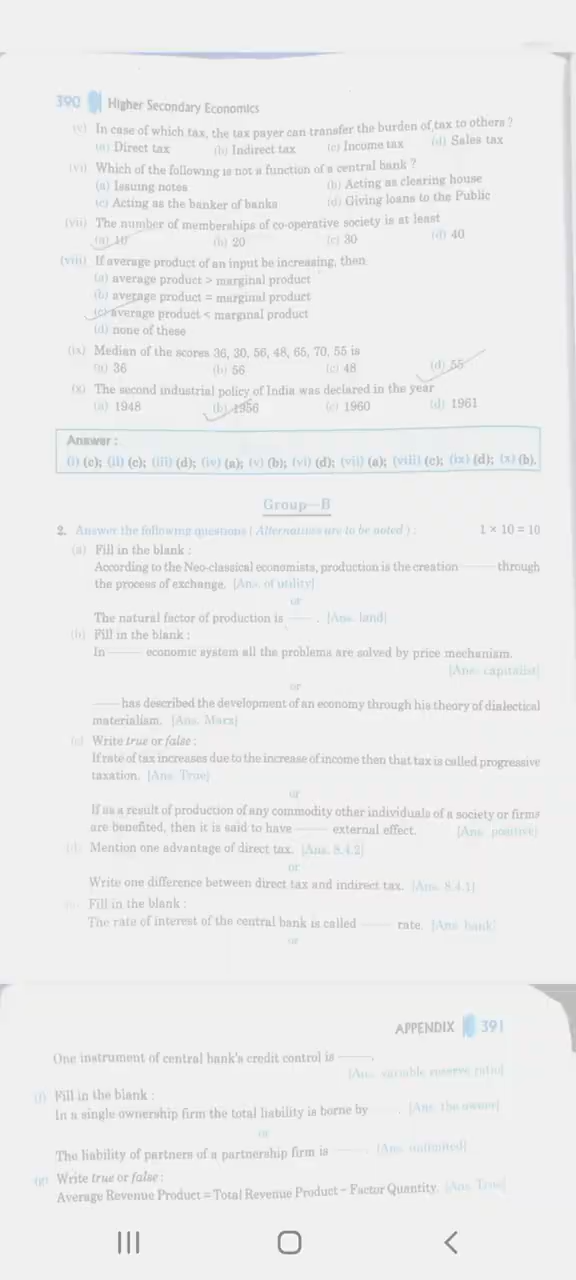 390 Higher Secondary Economics
(v) In case of which tax, the tax payer can transfer the burden of tax to others ?
(a) Direct tax (b) Indirect tax (c) Income tax (d) Sales tax
(vi) Which of the following is not a function of a central bank ?
(a) Issuing notes (b) Acting as clearing house
(c) Acting as the banker of banks (d) Giving loans to the Public
(vii) The number of memberships of co-operative society is at least
(a) 10 (b) 20 (c) 30 (d) 40
(viii) If average product of an input be increasing, then
(a) average product > marginal product
(b) average product = marginal product
(c) average product < marginal product
(d) none of these
(ix) Median of the scores 36, 30, 56, 48, 65, 70, 55 is
(a) 36 (b) 56 (c) 48 (d) 55
(x) The second industrial policy of India was declared in the year
(a) 1948 (b) 1956 (c) 1960 (d) 1961
Answer :
(i) (c); (ii) (c); (iii) (d); (iv) (a); (v) (b); (vi) (d); (vii) (a); (viii) (c); (ix) (d); (x) (b).
Group—B
2. Answer the following questions ( Alternatives are to be noted ) : 1 × 10 = 10
(a) Fill in the blank :
According to the Neo-classical economists, production is the creation —— through
the process of exchange. [Ans. of utility]
or
The natural factor of production is —— . [Ans. land]
(b) Fill in the blank :
In —— economic system all the problems are solved by price mechanism.
[Ans. capitalist]
or
—— has described the development of an economy through his theory of dialectical
materialism. [Ans. Marx]
(c) Write true or false :
If rate of tax increases due to the increase of income then that tax is called progressive
taxation. [Ans. True]
or
If as a result of production of any commodity other individuals of a society or firms
are benefited, then it is said to have —— external effect. [Ans. positive]
(d) Mention one advantage of direct tax. [Ans. 8.4.2]
or
Write one difference between direct tax and indirect tax. [Ans. 8.4.1]
(e) Fill in the blank :
The rate of interest of the central bank is called —— rate. [Ans. bank]
or
APPENDIX 391
One instrument of central bank's credit control is ——.
[Ans. variable reserve ratio]
(f) Fill in the blank :
In a single ownership firm the total liability is borne by ——. [Ans. the owner]
or
The liability of partners of a partnership firm is ——. [Ans. unlimited]
(g) Write true or false :
Average Revenue Product = Total Revenue Product ÷ Factor Quantity. [Ans. True]